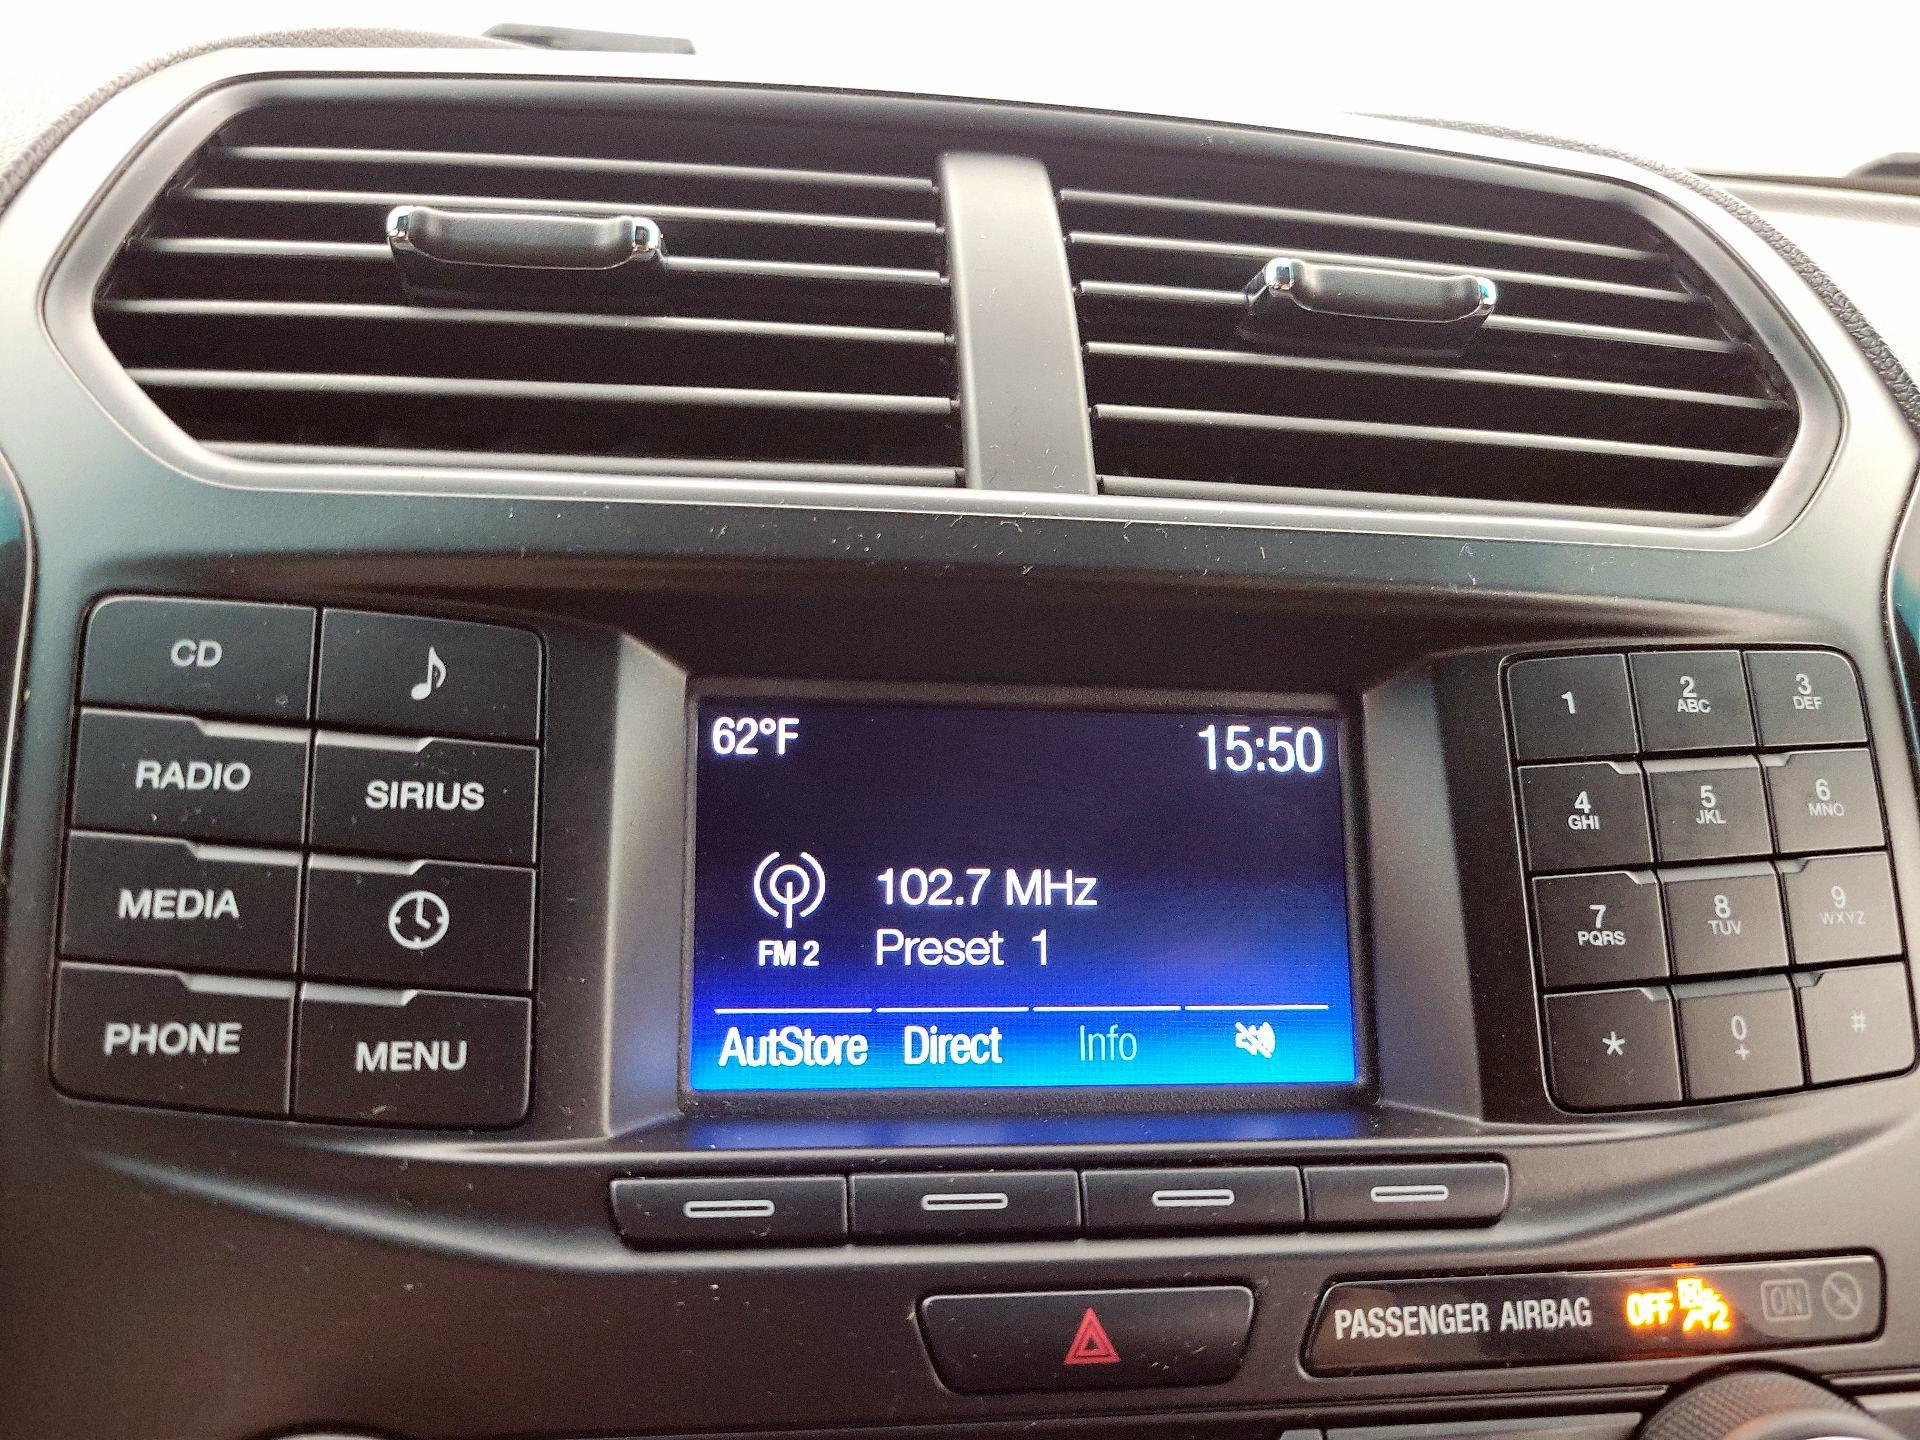 CD
RADIO
SIRIUS
MEDIA
PHONE
MENU
62°F
15:50
102.7 MHz
FM 2
Preset 1
AutStore Direct Info
1
2
ABC
3
DEF
4
GHI
5
JKL
6
MNO
7
PQRS
8
TUV
9
WXYZ
*
0
+
#
PASSENGER AIRBAG OFF 2 ON